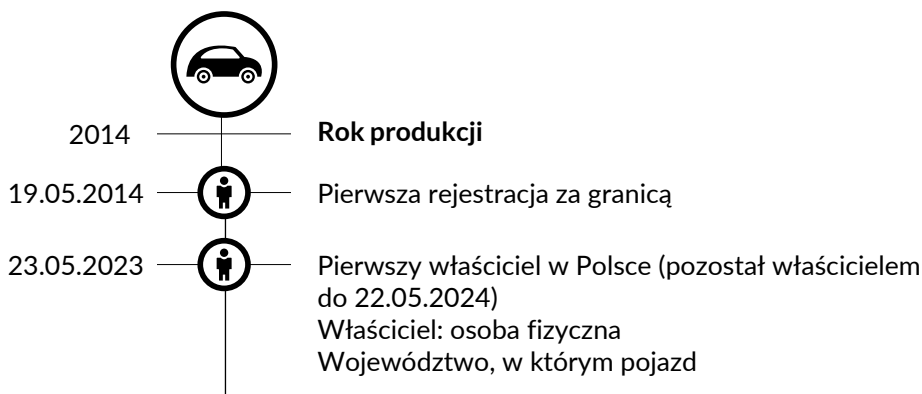 2014 Rok produkcji
19.05.2014 Pierwsza rejestracja za granicą
23.05.2023 Pierwszy właściciel w Polsce (pozostał właścicielem
do 22.05.2024)
Właściciel: osoba fizyczna
Województwo, w którym pojazd